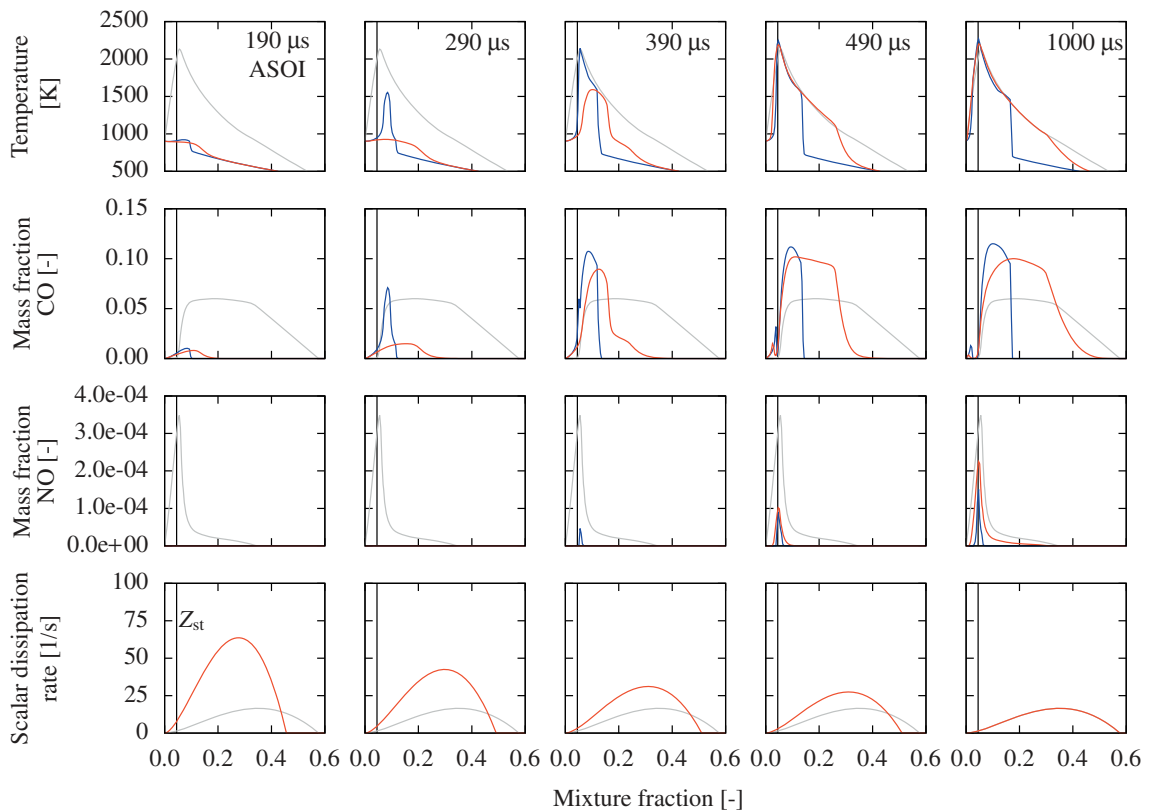 2500
2000
1500
1000
500
Temperature
[K]
190 µs
ASOI
290 µs
390 µs
490 µs
1000 µs
0.15
0.10
0.05
0.00
Mass fraction
CO [-]
4.0e-04
3.0e-04
2.0e-04
1.0e-04
0.0e+00
Mass fraction
NO [-]
100
75
50
25
0
Scalar dissipation
rate [1/s]
Zst
0.0 0.2 0.4 0.6 0.0 0.2 0.4 0.6 0.0 0.2 0.4 0.6 0.0 0.2 0.4 0.6 0.0 0.2 0.4 0.6
Mixture fraction [-]